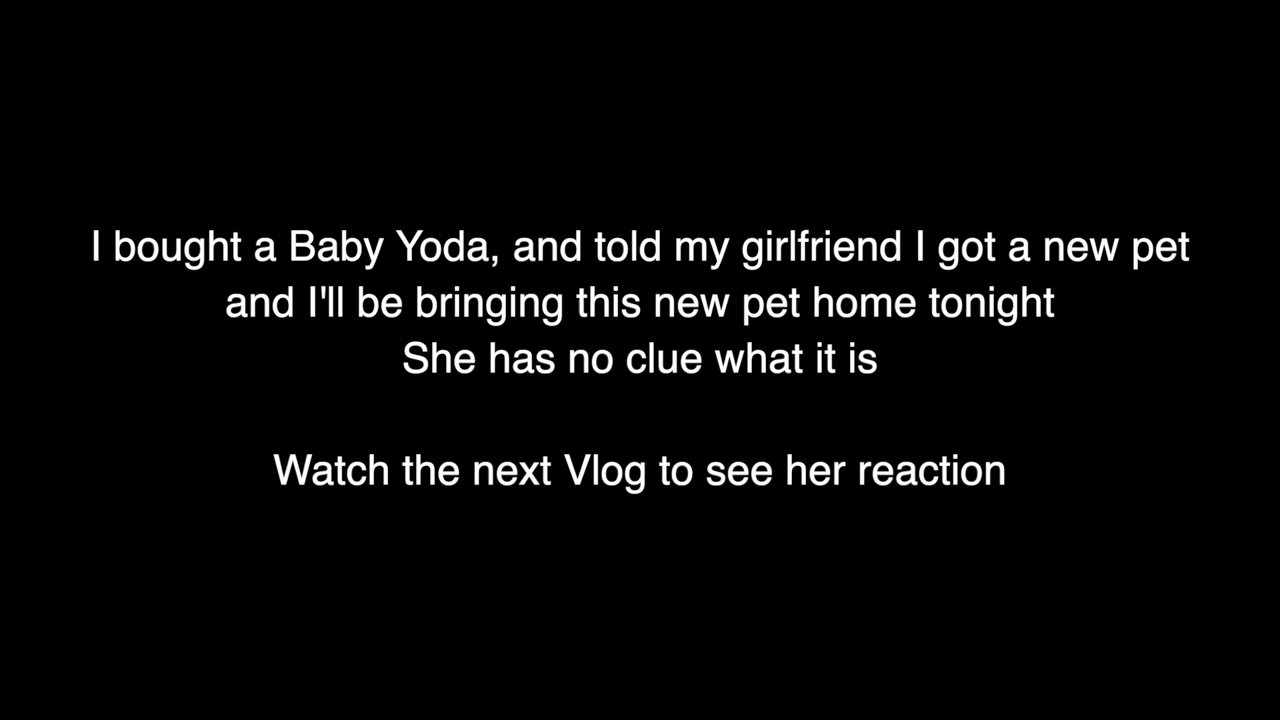 I bought a Baby Yoda, and told my girlfriend I got a new pet
and I'll be bringing this new pet home tonight
She has no clue what it is
Watch the next Vlog to see her reaction